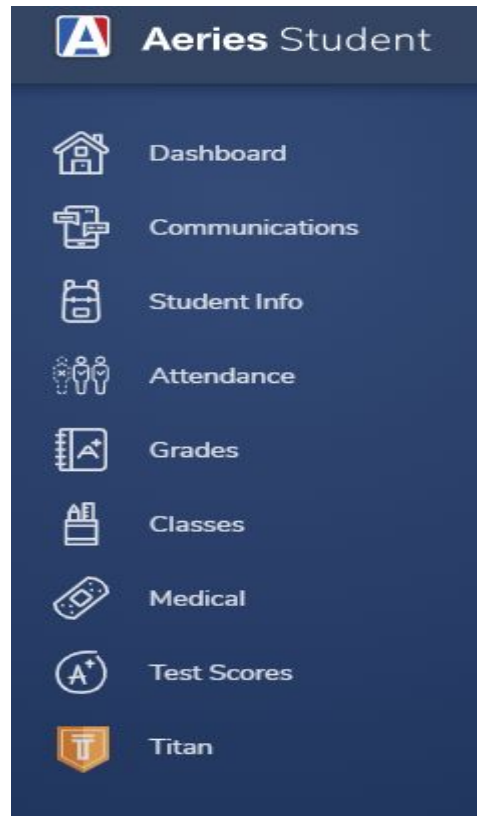 Aeries Student
Dashboard
Communications
Student Info
Attendance
Grades
Classes
Medical
Test Scores
Titan